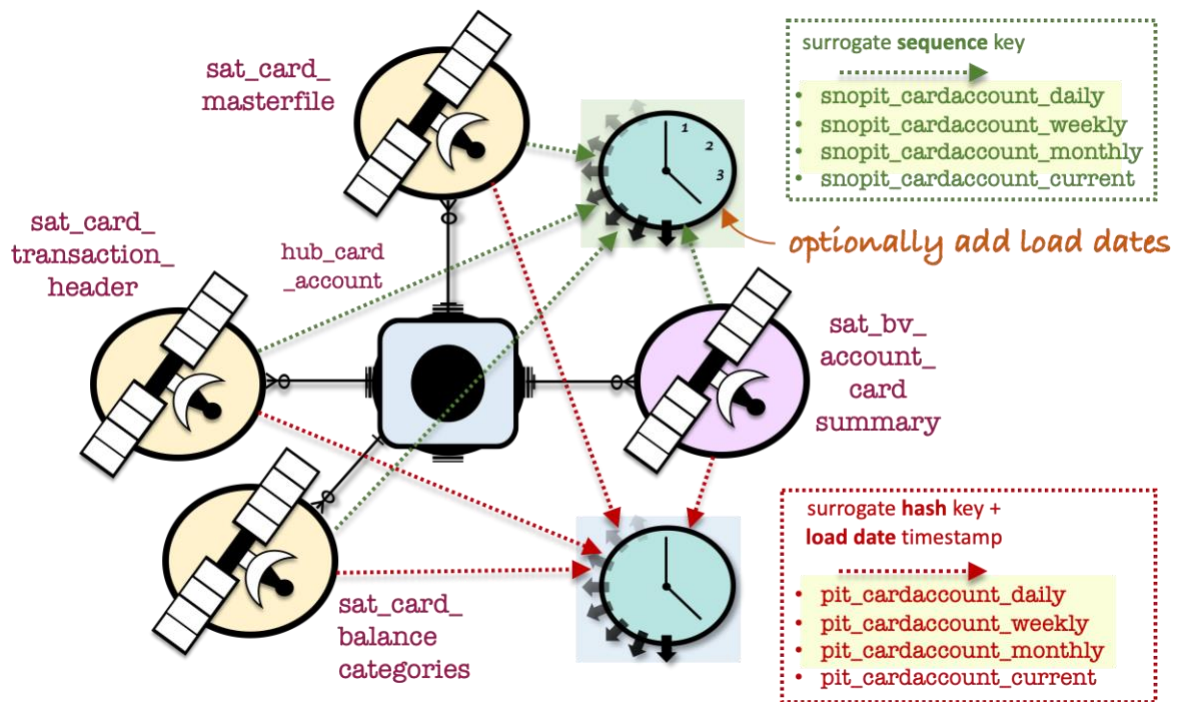 sat_card_
masterfile
surrogate sequence key
• snopit_cardaccount_daily
• snopit_cardaccount_weekly
• snopit_cardaccount_monthly
• snopit_cardaccount_current
1
2
3
optionally add load dates
sat_card_
transaction_
header
hub_card
_account
sat_bv_
account_
card
summary
surrogate hash key +
load date timestamp
• pit_cardaccount_daily
• pit_cardaccount_weekly
• pit_cardaccount_monthly
• pit_cardaccount_current
sat_card_
balance
categories